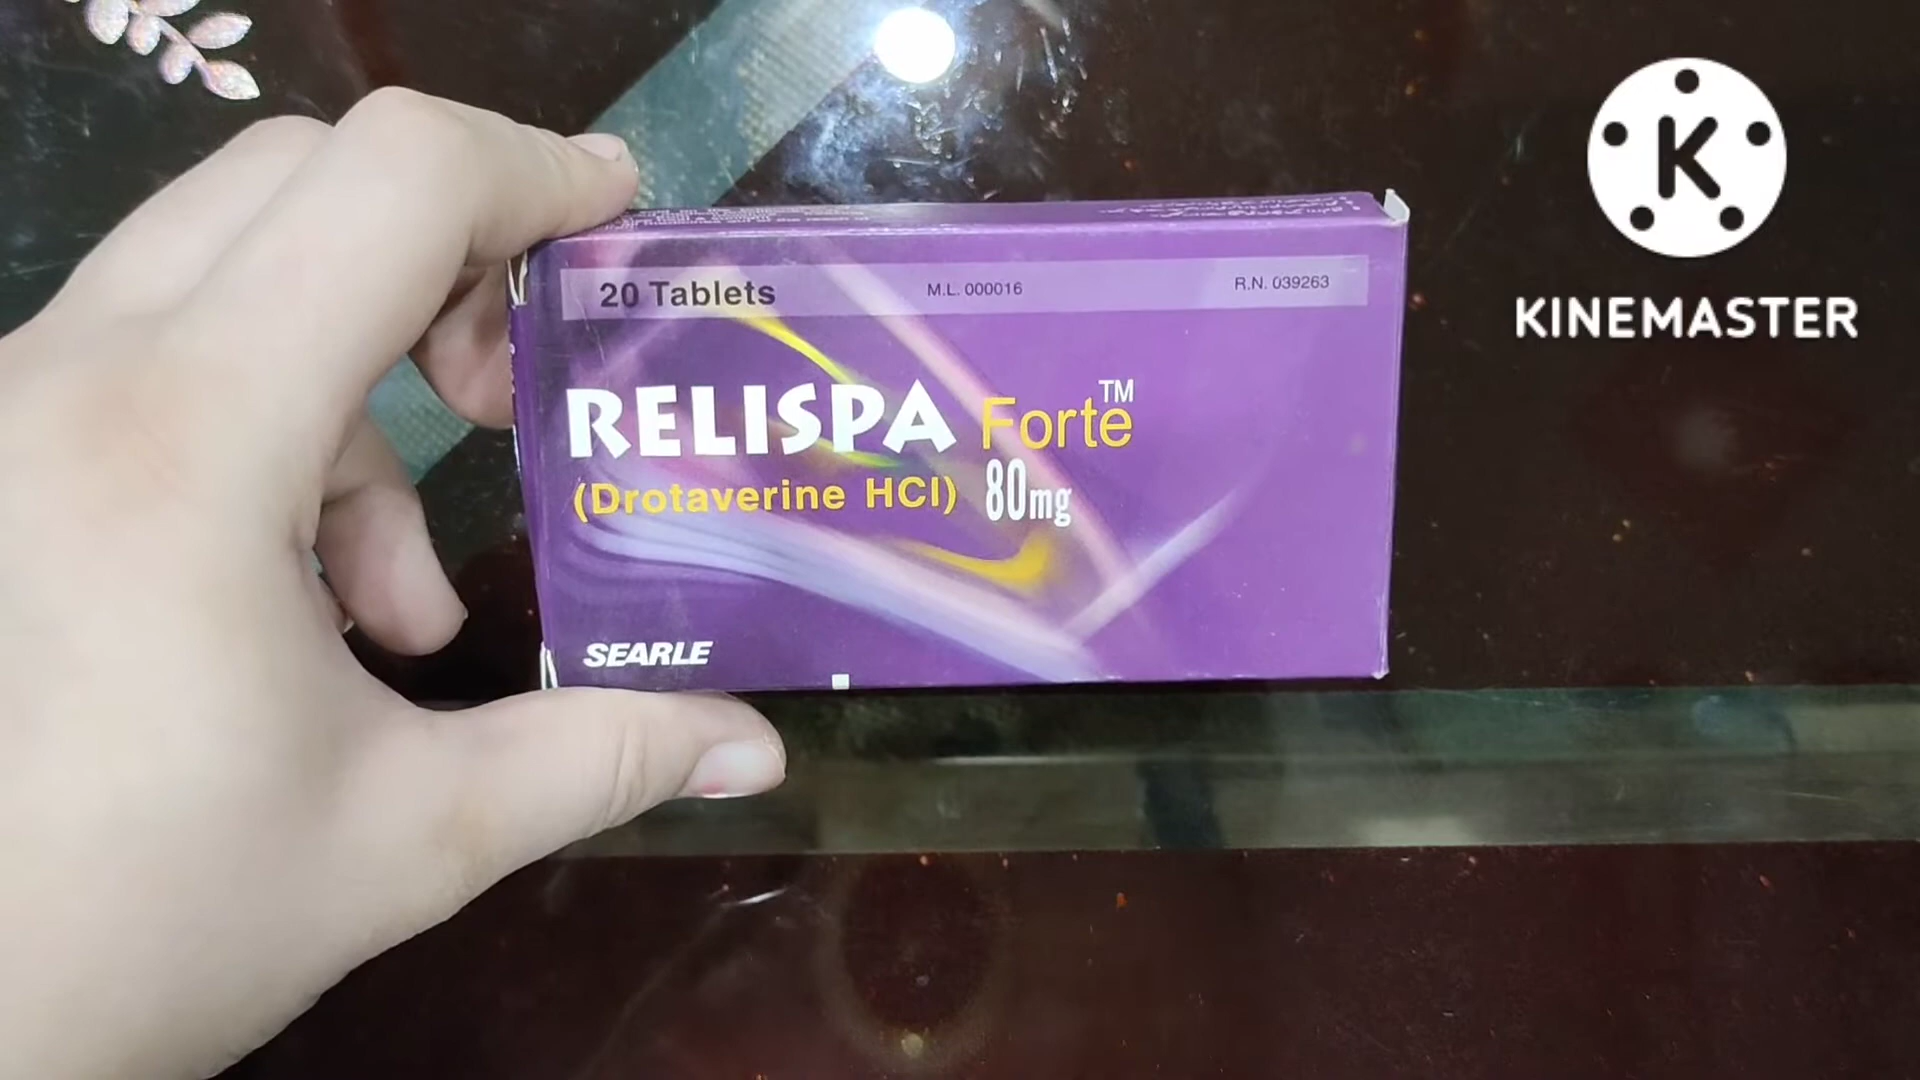 20 Tablets
M.L. 000016
R.N. 039263
RELISPA Forte™
(Drotaverine HCl) 80mg
SEARLE
K
KINEMASTER